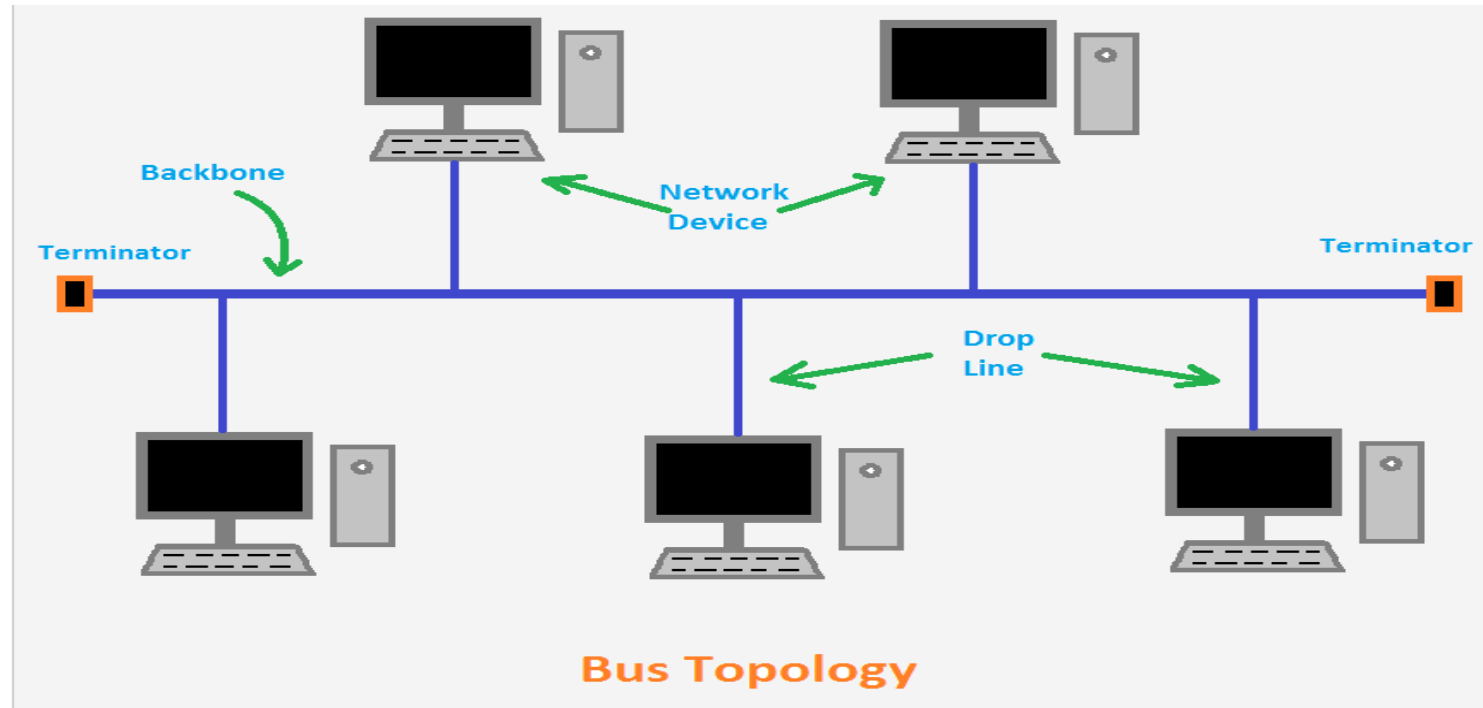 Backbone
Network
Device
Terminator
Terminator
Drop
Line
Bus Topology